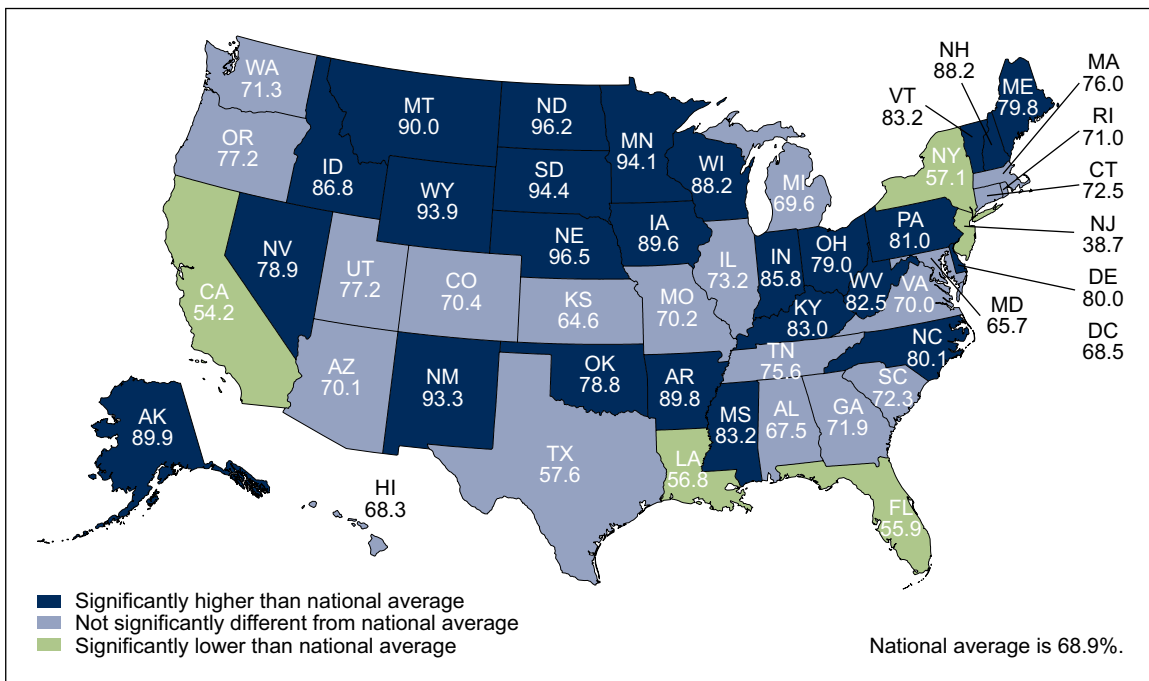 WA
71.3
OR
77.2
CA
54.2
NV
78.9
ID
86.8
MT
90.0
WY
93.9
UT
77.2
CO
70.4
AZ
70.1
NM
93.3
ND
96.2
SD
94.4
NE
96.5
KS
64.6
OK
78.8
TX
57.6
MN
94.1
IA
89.6
MO
70.2
AR
89.8
LA
56.8
WI
88.2
IL
73.2
MI
69.6
IN
85.8
OH
79.0
KY
83.0
TN
75.6
MS
83.2
AL
67.5
GA
71.9
FL
55.9
SC
72.3
NC
80.1
VA
70.0
WV
82.5
PA
81.0
NY
57.1
VT
83.2
NH
88.2
ME
79.8
MA
76.0
RI
71.0
CT
72.5
NJ
38.7
DE
80.0
MD
65.7
DC
68.5
AK
89.9
HI
68.3
Significantly higher than national average
Not significantly different from national average
Significantly lower than national average
National average is 68.9%.